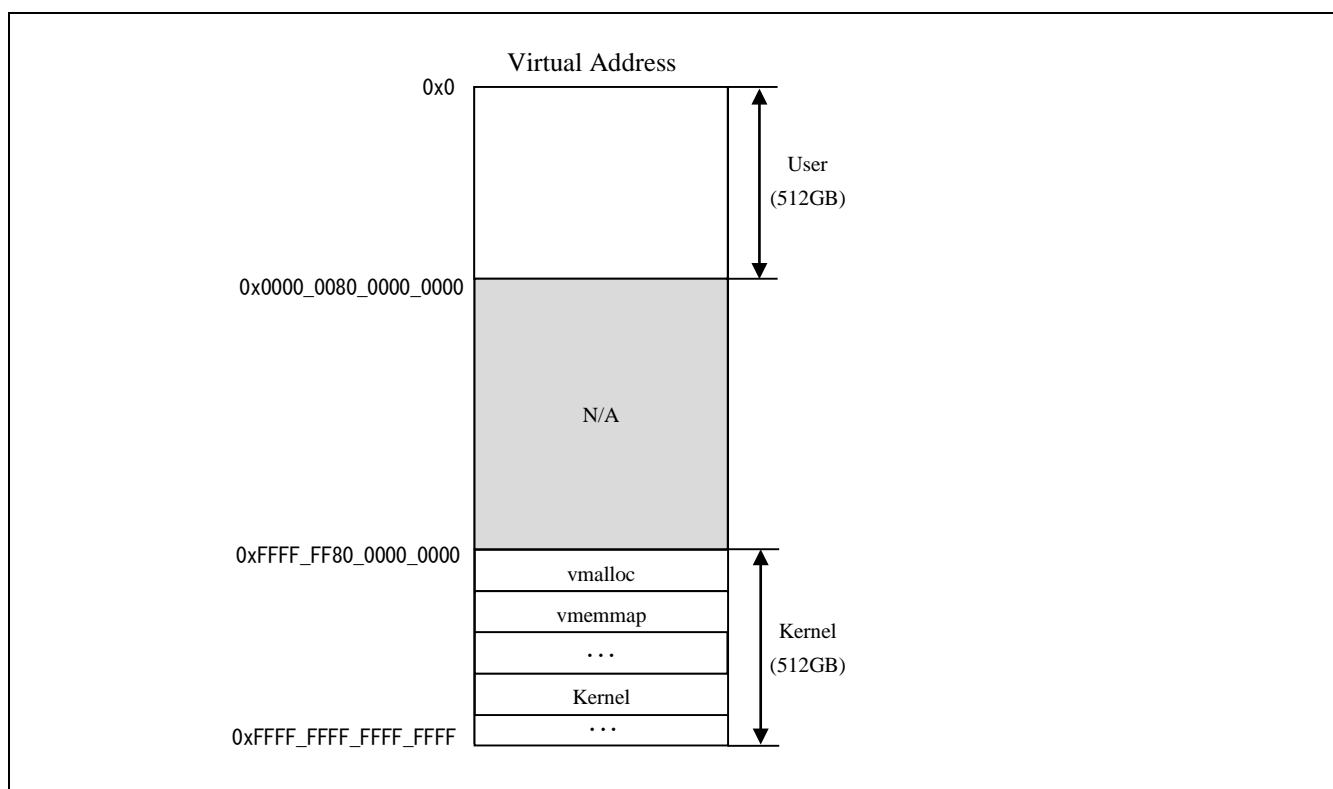 Virtual Address
0x0
User
(512GB)
0x0000_0080_0000_0000
N/A
0xFFFF_FF80_0000_0000
vmalloc
vmemmap
Kernel
(512GB)
...
Kernel
...
0xFFFF_FFFF_FFFF_FFFF